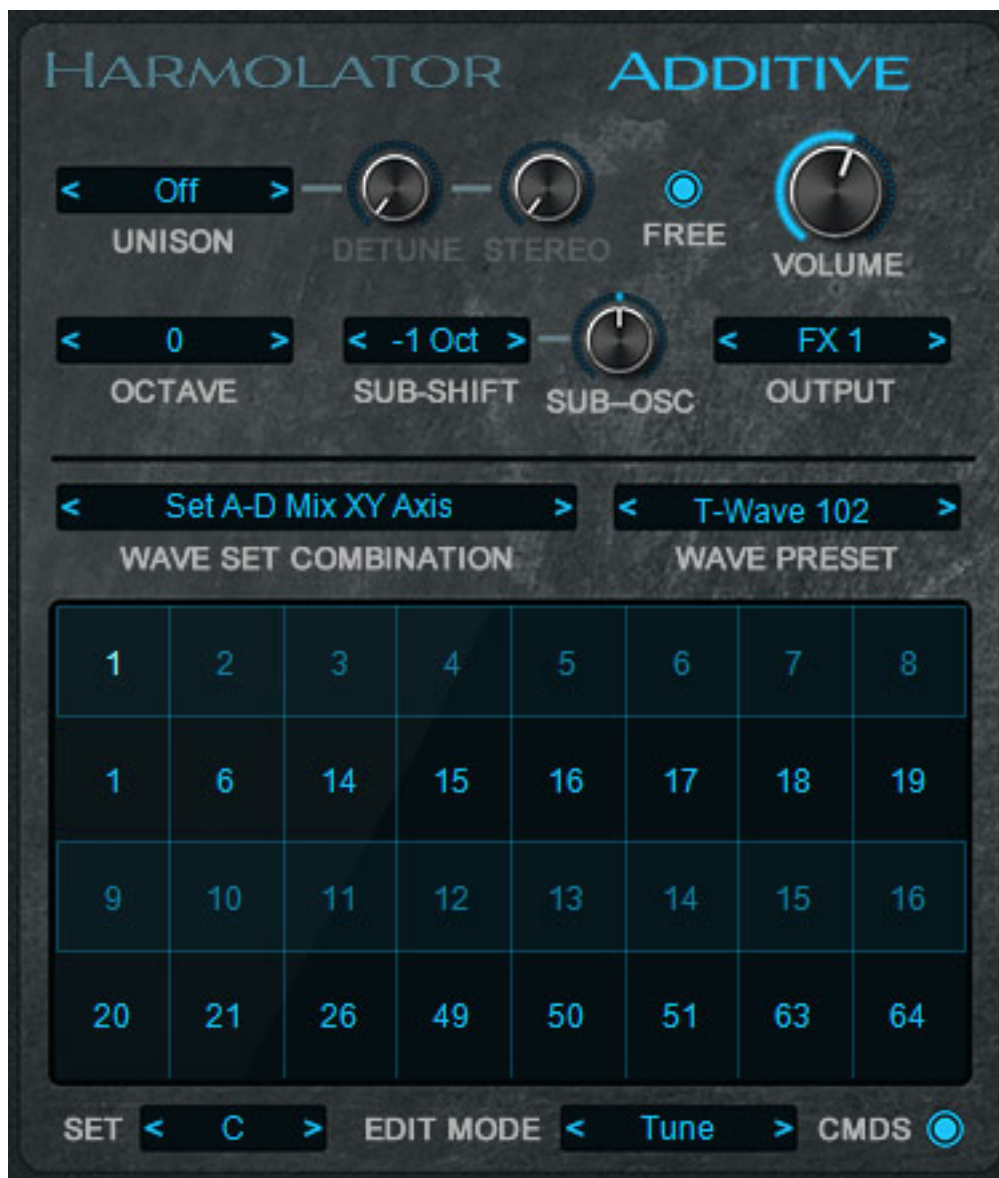 HARMOLATOR ADDITIVE
< Off >
UNISON DETUNE STEREO FREE VOLUME
< 0 > < -1 Oct > < FX 1 >
OCTAVE SUB-SHIFT SUB–OSC OUTPUT
< Set A-D Mix XY Axis > < T-Wave 102 >
WAVE SET COMBINATION WAVE PRESET
1 2 3 4 5 6 7 8
1 6 14 15 16 17 18 19
9 10 11 12 13 14 15 16
20 21 26 49 50 51 63 64
SET < C > EDIT MODE < Tune > CMDS